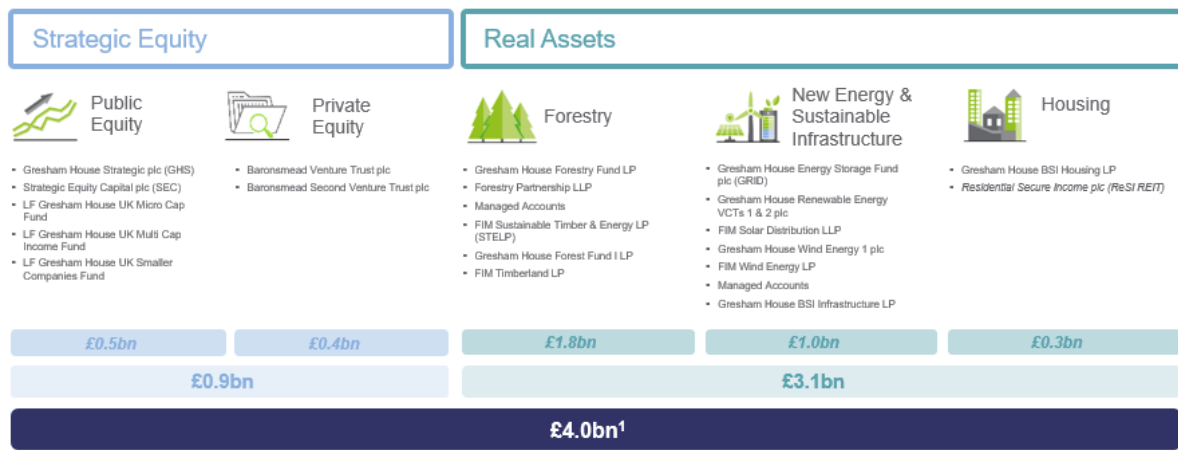 Strategic Equity
Real Assets
Public
Equity
Private
Equity
Forestry
New Energy &
Sustainable
Infrastructure
Housing
▪ Gresham House Strategic plc (GHS)
▪ Strategic Equity Capital plc (SEC)
▪ LF Gresham House UK Micro Cap
Fund
▪ LF Gresham House UK Multi Cap
Income Fund
▪ LF Gresham House UK Smaller
Companies Fund
▪ Baronsmead Venture Trust plc
▪ Baronsmead Second Venture Trust plc
▪ Gresham House Forestry Fund LP
▪ Forestry Partnership LLP
▪ Managed Accounts
▪ FIM Sustainable Timber & Energy LP
(STELP)
▪ Gresham House Forest Fund I LP
▪ FIM Timberland LP
▪ Gresham House Energy Storage Fund
plc (GRID)
▪ Gresham House Renewable Energy
VCTs 1 & 2 plc
▪ FIM Solar Distribution LLP
▪ Gresham House Wind Energy 1 plc
▪ FIM Wind Energy LP
▪ Managed Accounts
▪ Gresham House BSI Infrastructure LP
▪ Gresham House BSI Housing LP
▪ Residential Secure Income plc (ReSI REIT)
£0.5bn
£0.4bn
£1.8bn
£1.0bn
£0.3bn
£0.9bn
£3.1bn
£4.0bn¹